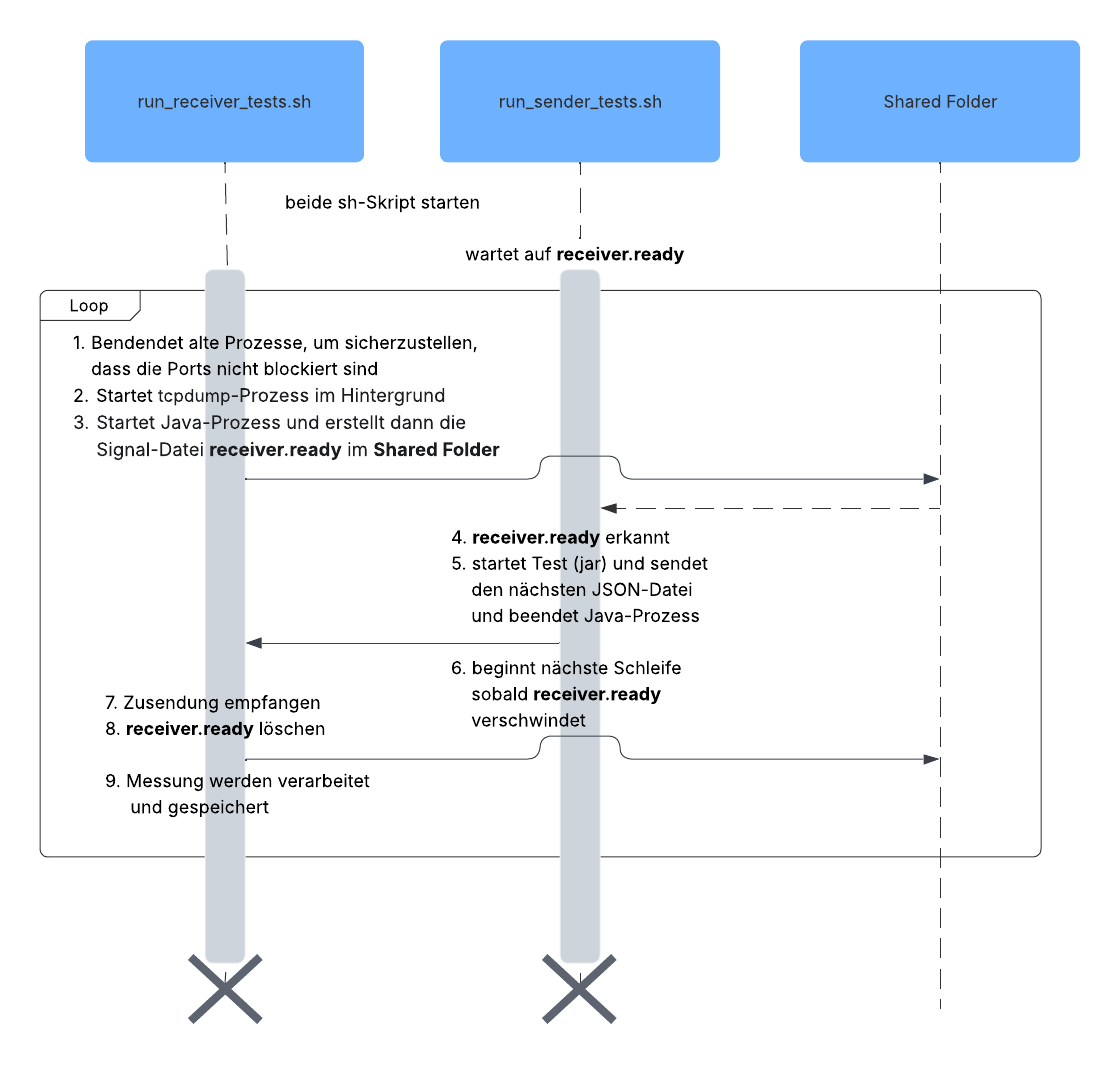 run_receiver_tests.sh
run_sender_tests.sh
Shared Folder
beide sh-Skript starten
wartet auf receiver.ready
Loop
1. Bendendet alte Prozesse, um sicherzustellen,
dass die Ports nicht blockiert sind
2. Startet tcpdump-Prozess im Hintergrund
3. Startet Java-Prozess und erstellt dann die
Signal-Datei receiver.ready im Shared Folder
4. receiver.ready erkannt
5. startet Test (jar) und sendet
den nächsten JSON-Datei
und beendet Java-Prozess
6. beginnt nächste Schleife
sobald receiver.ready
verschwindet
7. Zusendung empfangen
8. receiver.ready löschen
9. Messung werden verarbeitet
und gespeichert